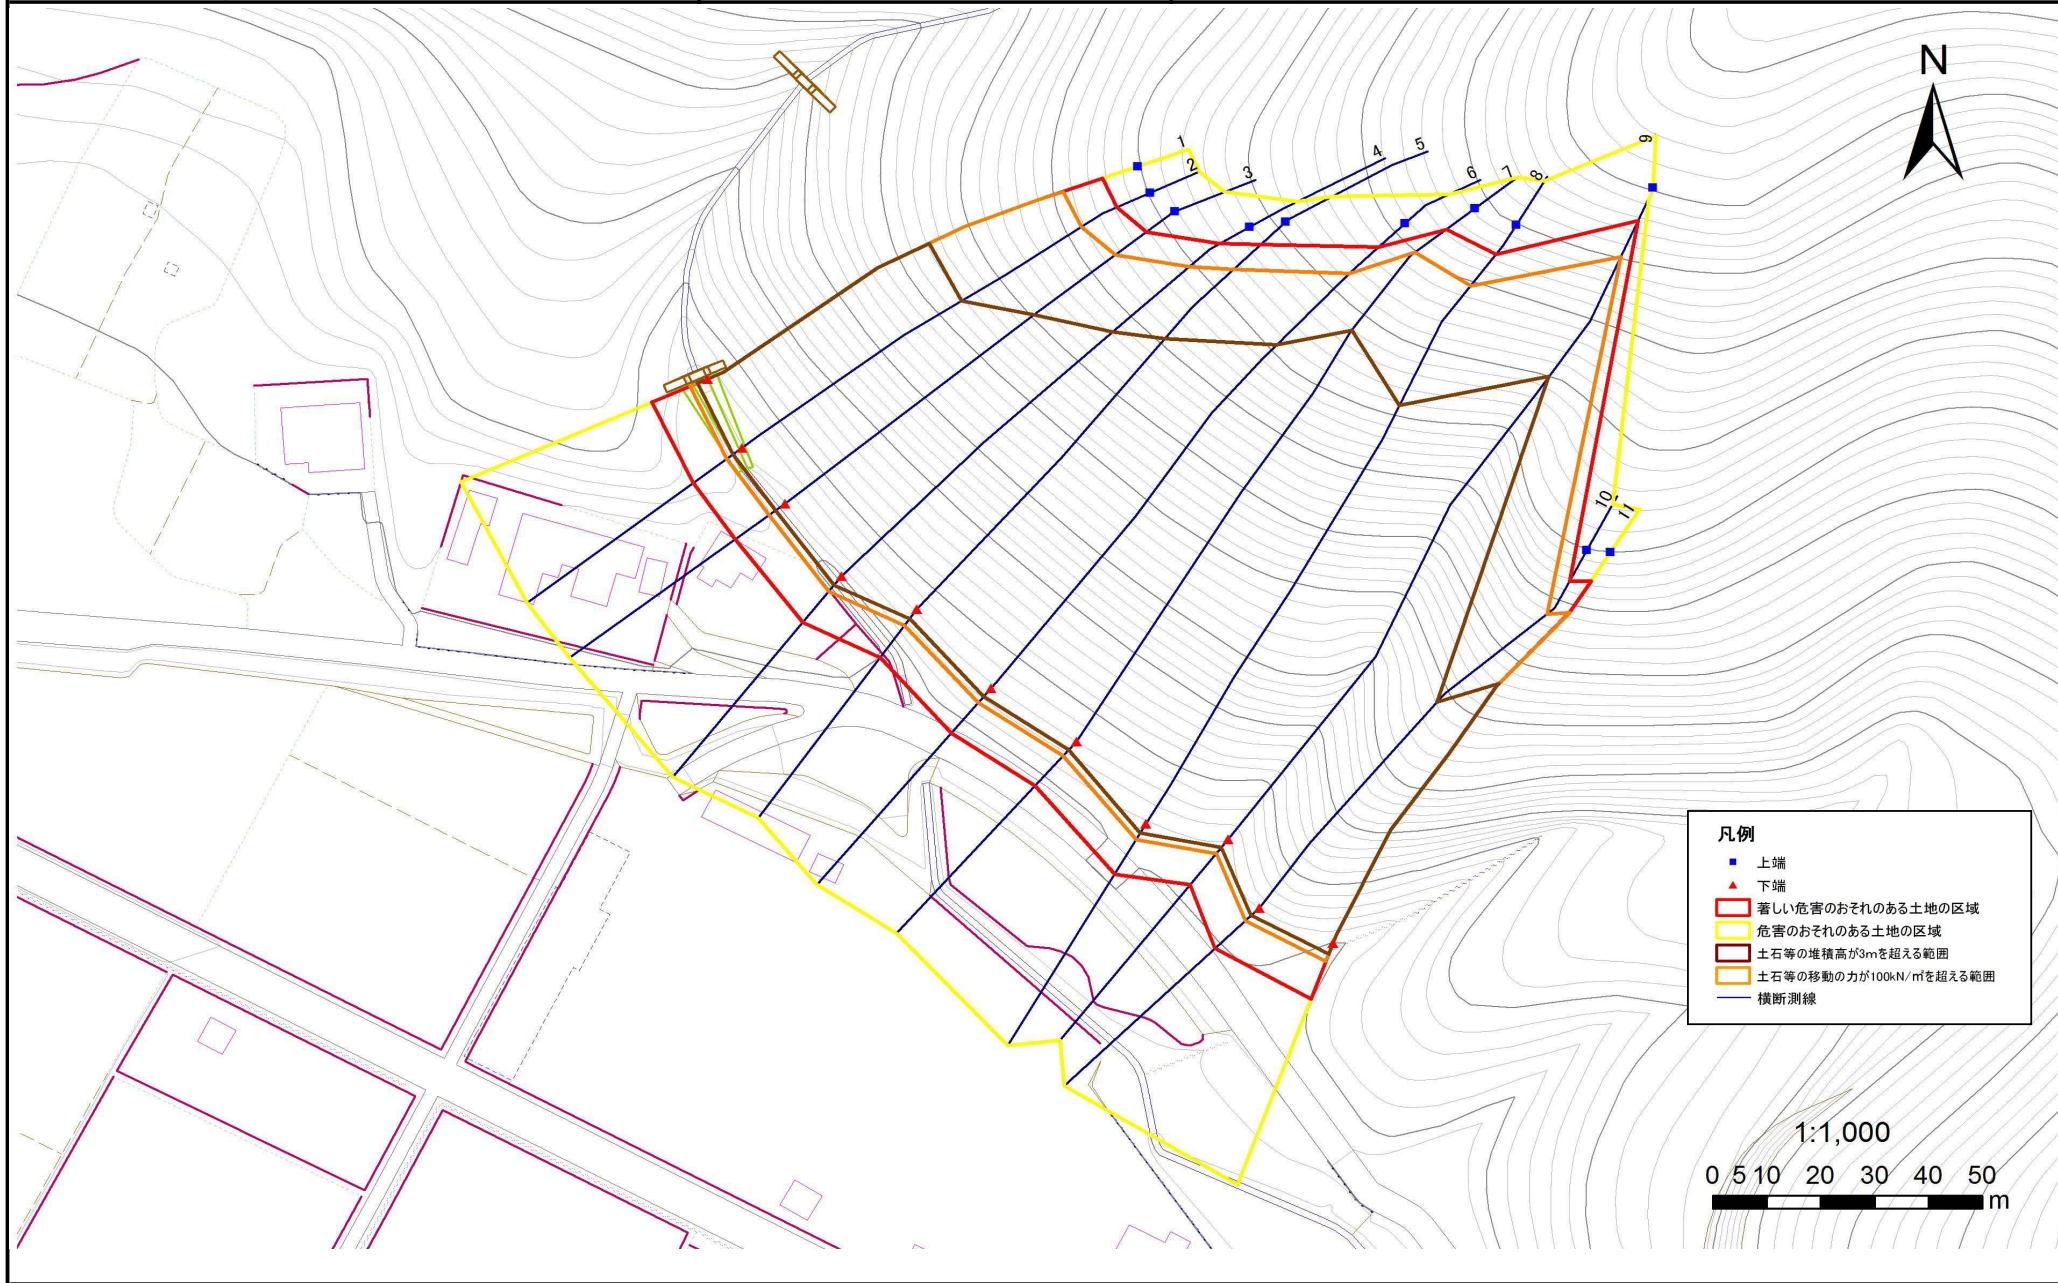 N
1
2
3
4
5
6
7
8
9
10
11
凡例
上端
下端
著しい危害のおそれのある土地の区域
危害のおそれのある土地の区域
土石等の堆積高が3mを超える範囲
土石等の移動の力が100kN/㎡を超える範囲
横断測線
1:1,000
0 5 10 20 30 40 50
m